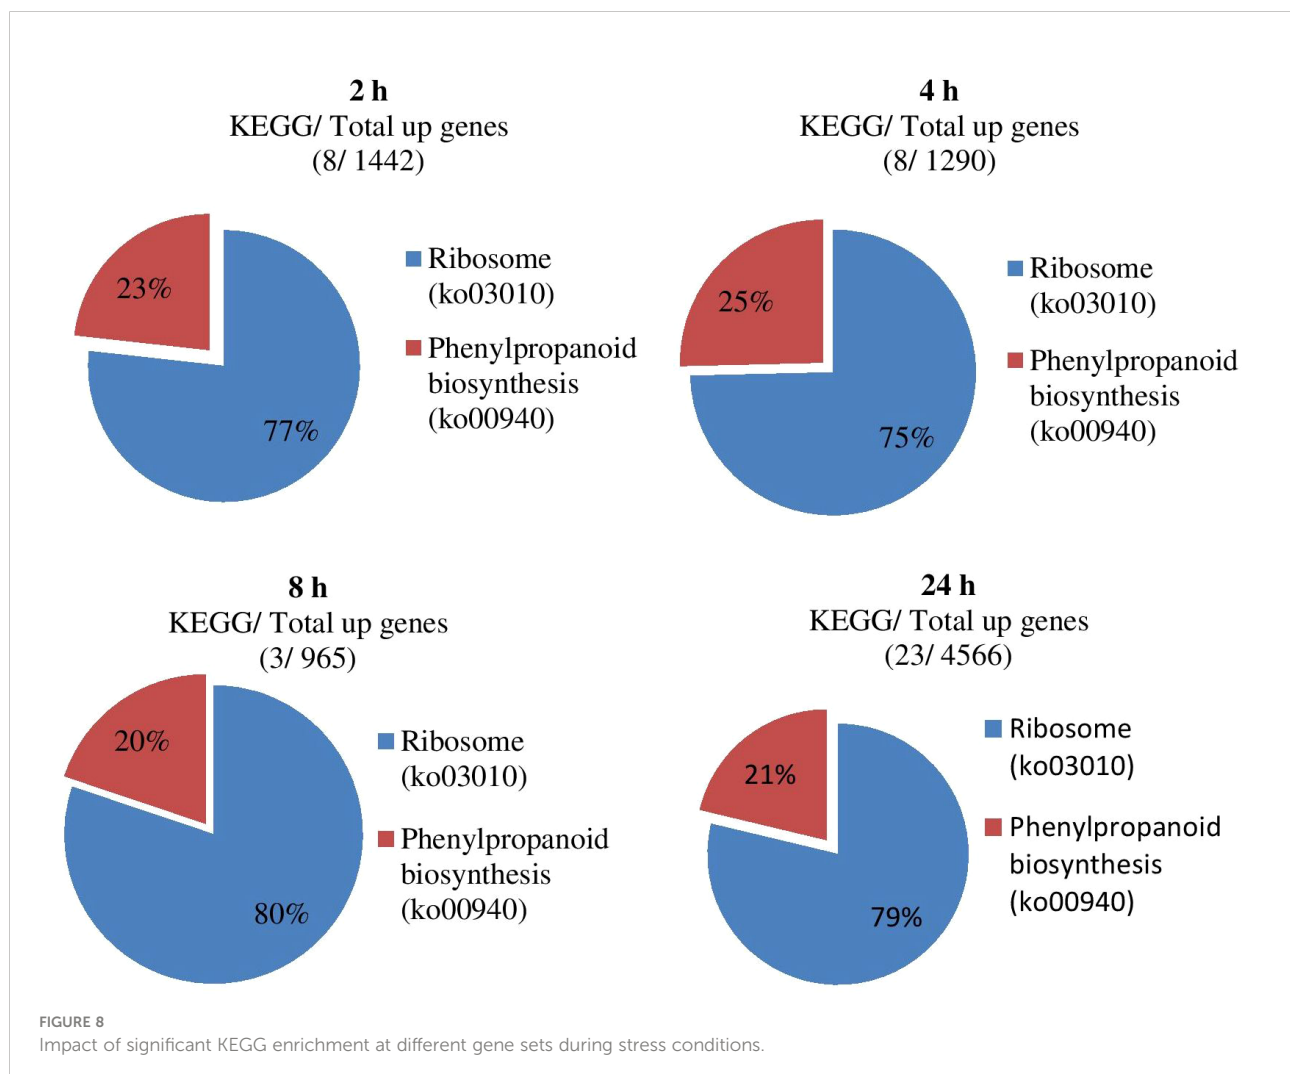 2 h
KEGG/ Total up genes
(8/ 1442)
23%
77%
Ribosome
(ko03010)
Phenylpropanoid
biosynthesis
(ko00940)
4 h
KEGG/ Total up genes
(8/ 1290)
25%
75%
Ribosome
(ko03010)
Phenylpropanoid
biosynthesis
(ko00940)
8 h
KEGG/ Total up genes
(3/ 965)
20%
80%
Ribosome
(ko03010)
Phenylpropanoid
biosynthesis
(ko00940)
24 h
KEGG/ Total up genes
(23/ 4566)
21%
79%
Ribosome
(ko03010)
Phenylpropanoid
biosynthesis
(ko00940)
FIGURE 8
Impact of significant KEGG enrichment at different gene sets during stress conditions.